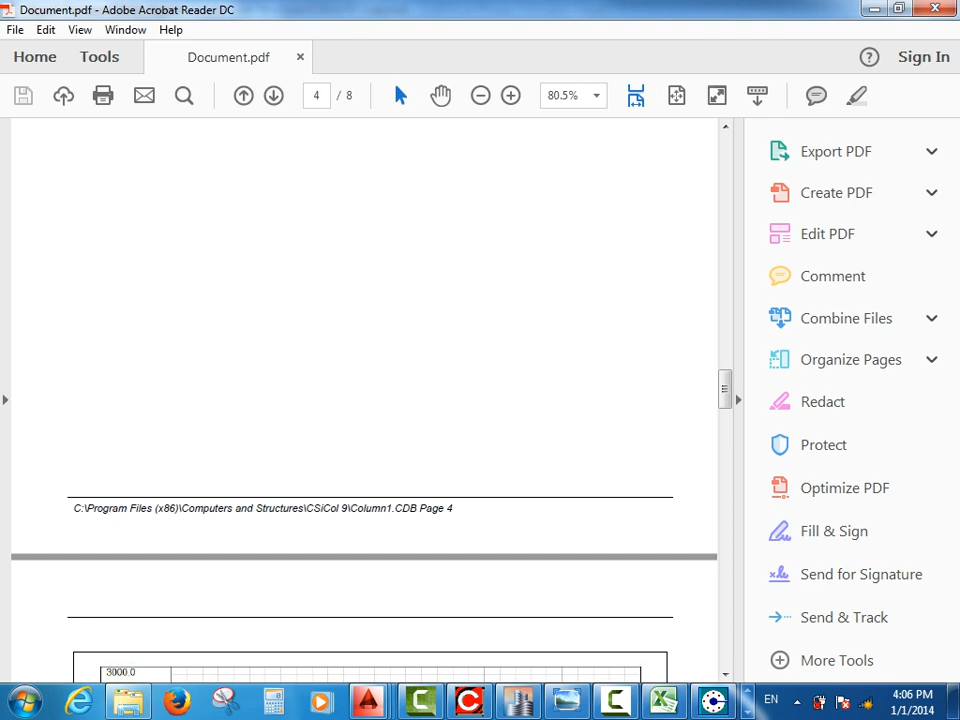 Document.pdf - Adobe Acrobat Reader DC
File Edit View Window Help
Home Tools Document.pdf × ? Sign In
4 / 8 80.5%
Export PDF
Create PDF
Edit PDF
Comment
Combine Files
Organize Pages
Redact
Protect
Optimize PDF
Fill & Sign
Send for Signature
Send & Track
More Tools
C:\Program Files (x86)\Computers and Structures\CSiCol 9\Column1.CDB Page 4
3000.0
EN
4:06 PM
1/1/2014